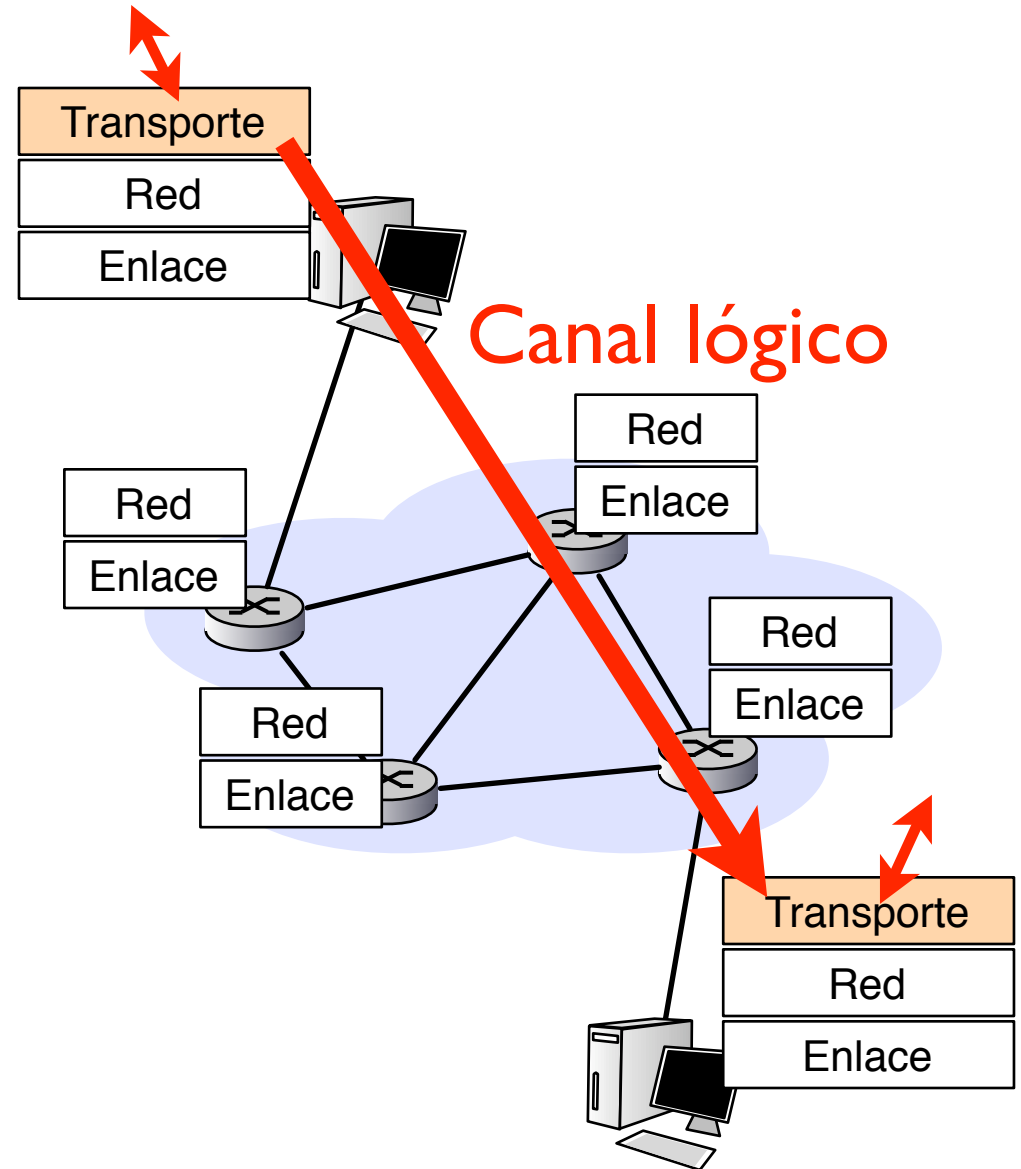 Transporte
Red
Enlace
Canal lógico
Red
Enlace
Red
Enlace
Red
Enlace
Red
Enlace
Transporte
Red
Enlace